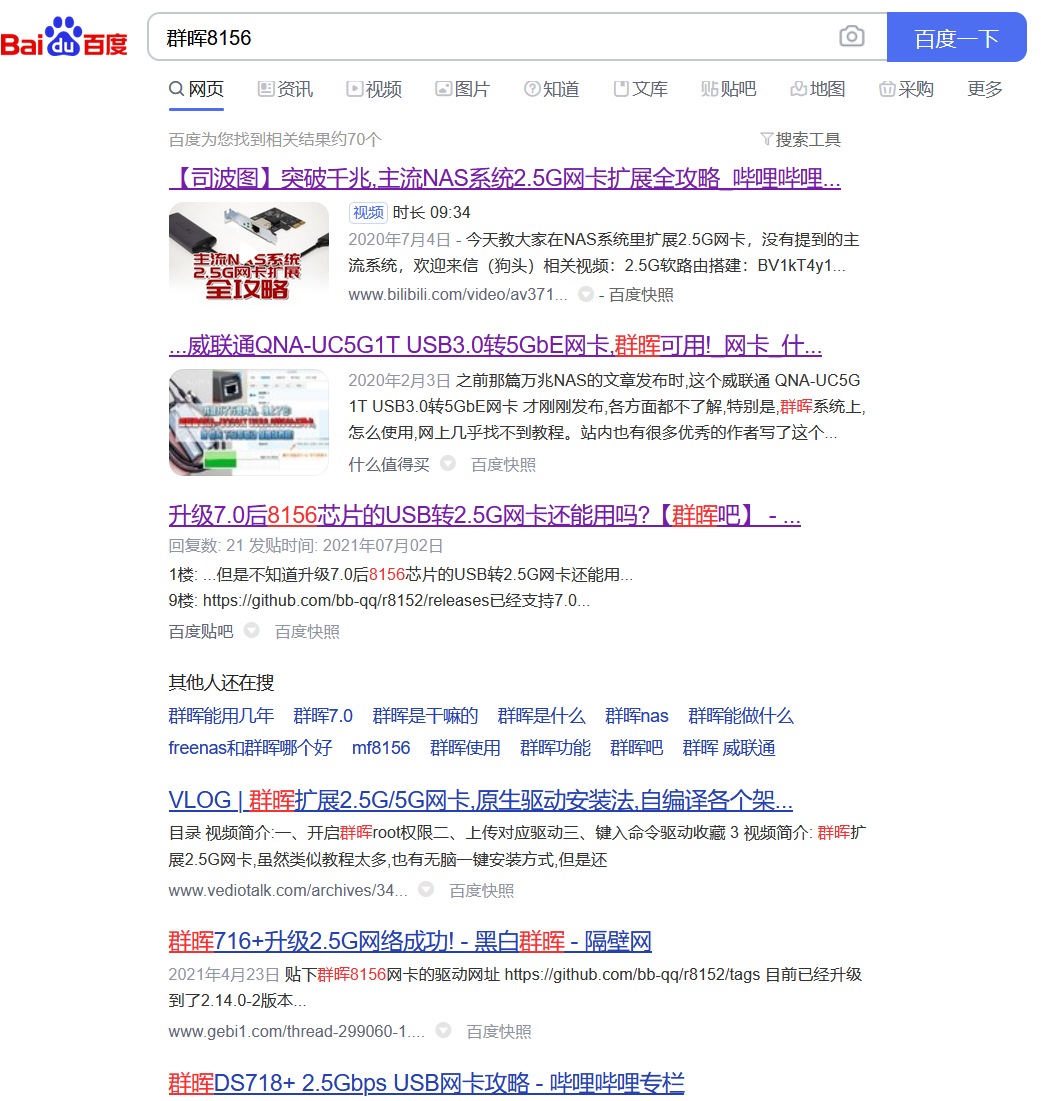 Bai du 百度
群晖8156
百度一下
网页 资讯 视频 图片 知道 文库 贴吧 地图 采购 更多
百度为您找到相关结果约70个
搜索工具
【司波图】突破千兆,主流NAS系统2.5G网卡扩展全攻略_哔哩哔哩...
主流NAS系统
2.5G网卡扩展
全攻略
视频 时长 09:34
2020年7月4日 - 今天教大家在NAS系统里扩展2.5G网卡，没有提到的主
流系统，欢迎来信（狗头）相关视频：2.5G软路由搭建：BV1kT4y1...
www.bilibili.com/video/av371... - 百度快照
...威联通QNA-UC5G1T USB3.0转5GbE网卡,群晖可用!_网卡_什...
2020年2月3日 之前那篇万兆NAS的文章发布时,这个威联通 QNA-UC5G
1T USB3.0转5GbE网卡 才刚刚发布,各方面都不了解,特别是,群晖系统上,
怎么使用,网上几乎找不到教程。站内也有很多优秀的作者写了这个...
什么值得买 百度快照
升级7.0后8156芯片的USB转2.5G网卡还能用吗?【群晖吧】 - ...
回复数: 21 发贴时间: 2021年07月02日
1楼: ...但是不知道升级7.0后8156芯片的USB转2.5G网卡还能用...
9楼: https://github.com/bb-qq/r8152/releases已经支持7.0...
百度贴吧 百度快照
其他人还在搜
群晖能用几年 群晖7.0 群晖是干嘛的 群晖是什么 群晖nas 群晖能做什么
freenas和群晖哪个好 mf8156 群晖使用 群晖功能 群晖吧 群晖 威联通
VLOG | 群晖扩展2.5G/5G网卡,原生驱动安装法,自编译各个架...
目录 视频简介:一、开启群晖root权限二、上传对应驱动三、键入命令驱动收藏 3 视频简介: 群晖扩
展2.5G网卡,虽然类似教程太多,也有无脑一键安装方式,但是还
www.vediotalk.com/archives/34... 百度快照
群晖716+升级2.5G网络成功! - 黑白群晖 - 隔壁网
2021年4月23日 贴下群晖8156网卡的驱动网址 https://github.com/bb-qq/r8152/tags 目前已经升级
到了2.14.0-2版本...
www.gebi1.com/thread-299060-1.... 百度快照
群晖DS718+ 2.5Gbps USB网卡攻略 - 哔哩哔哩专栏